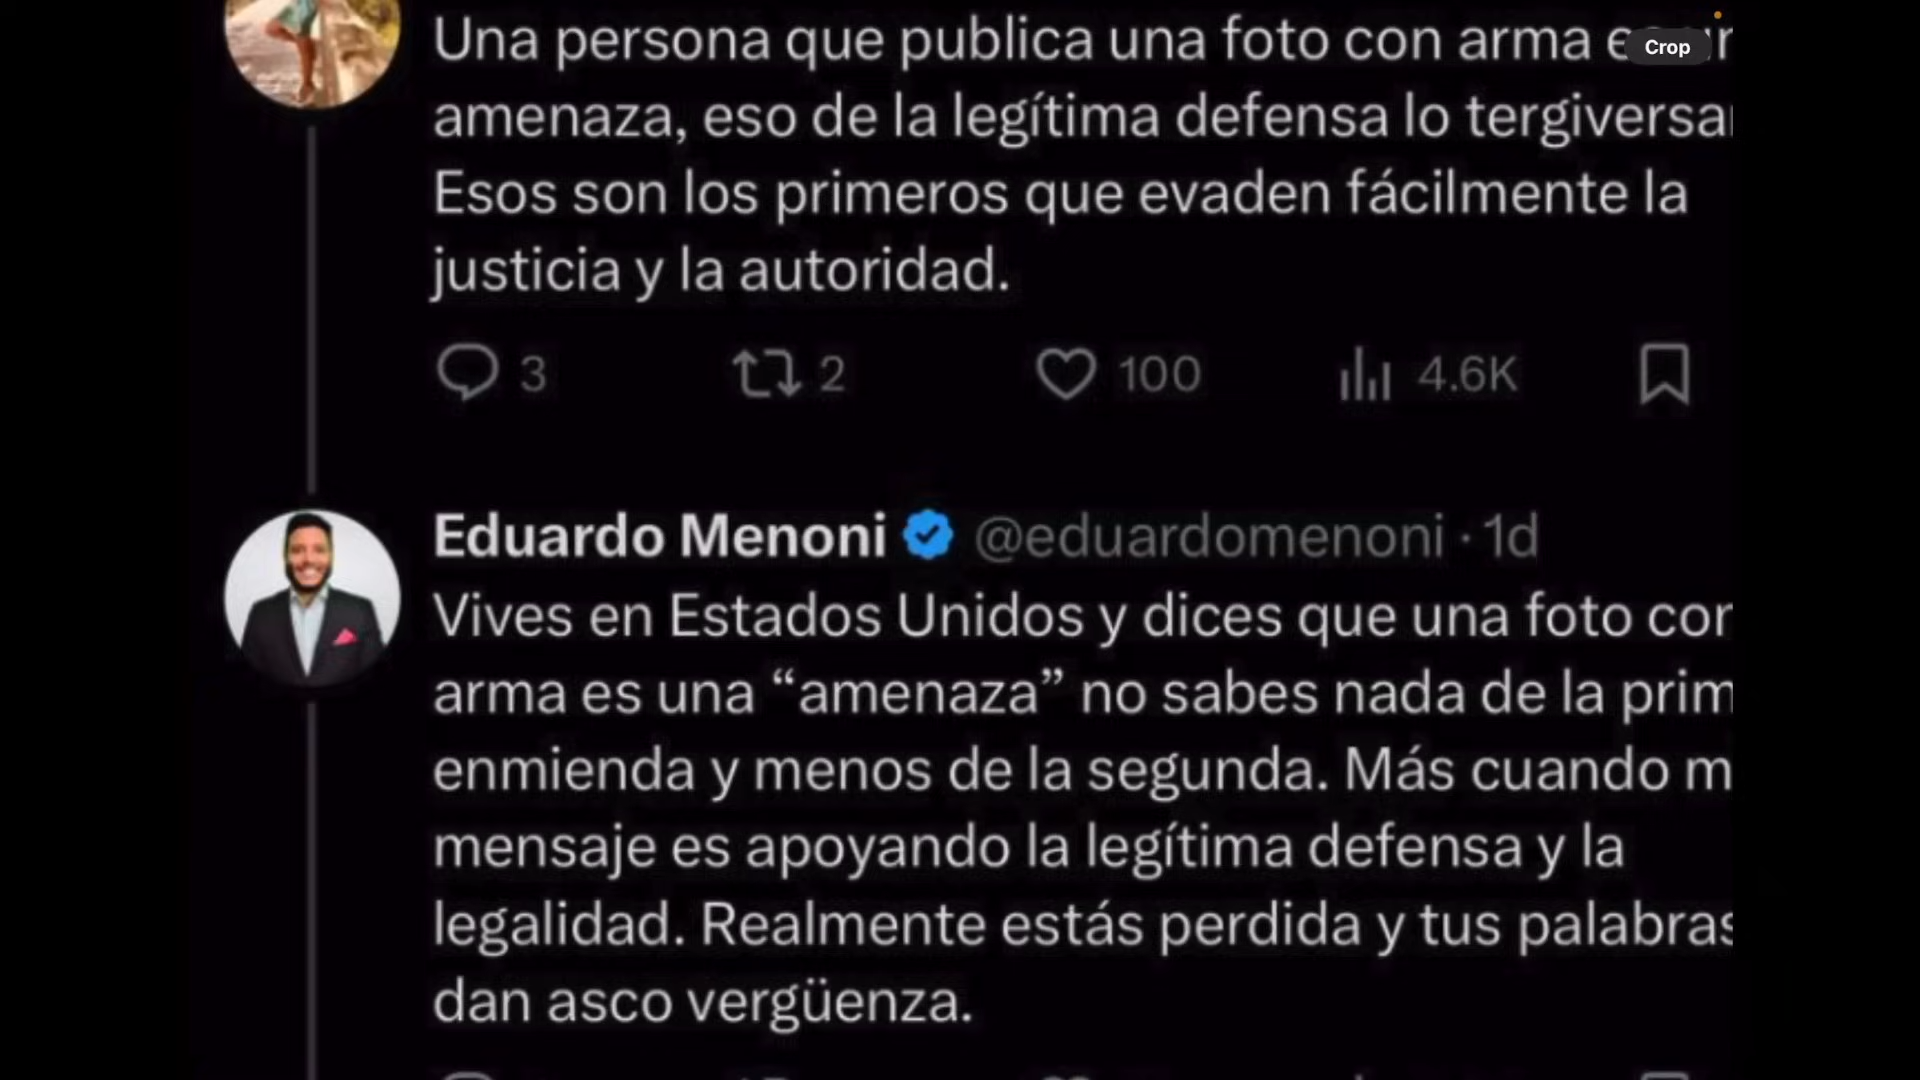 Una persona que publica una foto con arma
amenaza, eso de la legítima defensa lo tergiversa
Esos son los primeros que evaden fácilmente la
justicia y la autoridad.
3 2 100 4.6K
Crop
Eduardo Menoni @eduardomenoni · 1d
Vives en Estados Unidos y dices que una foto
arma es una “amenaza” no sabes nada de la prim
enmienda y menos de la segunda. Más cuando m
mensaje es apoyando la legítima defensa y la
legalidad. Realmente estás perdida y tus palabras
dan asco vergüenza.